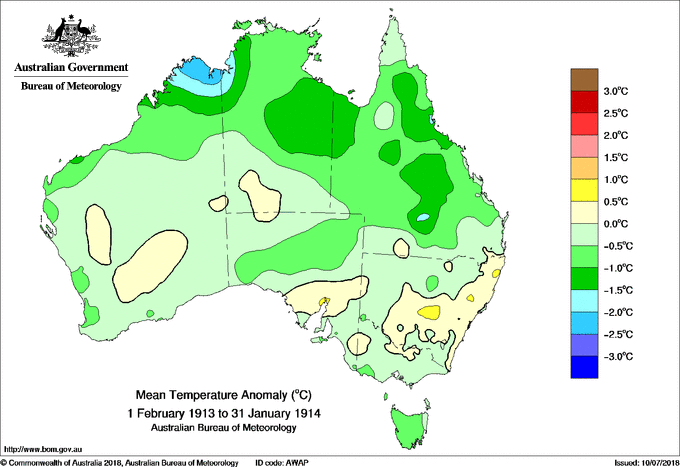 Australian Government
Bureau of Meteorology
3.0°C
2.5°C
2.0°C
1.5°C
1.0°C
0.5°C
0.0°C
−0.5°C
−1.0°C
−1.5°C
−2.0°C
−2.5°C
−3.0°C
Mean Temperature Anomaly (°C)
1 February 1913 to 31 January 1914
Australian Bureau of Meteorology
http://www.bom.gov.au
© Commonwealth of Australia 2018, Australian Bureau of Meteorology ID code: AWAP Issued: 10/07/2018